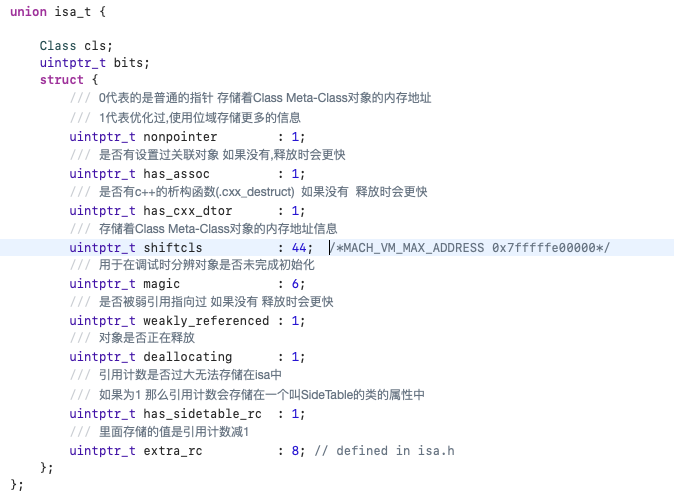 union isa_t {
Class cls;
uintptr_t bits;
struct {
/// 0代表的是普通的指针 存储着Class Meta-Class对象的内存地址
/// 1代表优化过,使用位域存储更多的信息
uintptr_t nonpointer : 1;
/// 是否有设置过关联对象 如果没有,释放时会更快
uintptr_t has_assoc : 1;
/// 是否有c++的析构函数(.cxx_destruct) 如果没有 释放时会更快
uintptr_t has_cxx_dtor : 1;
/// 存储着Class Meta-Class对象的内存地址信息
uintptr_t shiftcls : 44; /*MACH_VM_MAX_ADDRESS 0x7fffffe00000*/
/// 用于在调试时分辨对象是否未完成初始化
uintptr_t magic : 6;
/// 是否被弱引用指向过 如果没有 释放时会更快
uintptr_t weakly_referenced : 1;
/// 对象是否正在释放
uintptr_t deallocating : 1;
/// 引用计数是否过大无法存储在isa中
/// 如果为1 那么引用计数会存储在一个叫SideTable的类的属性中
uintptr_t has_sidetable_rc : 1;
/// 里面存储的值是引用计数减1
uintptr_t extra_rc : 8; // defined in isa.h
};
};